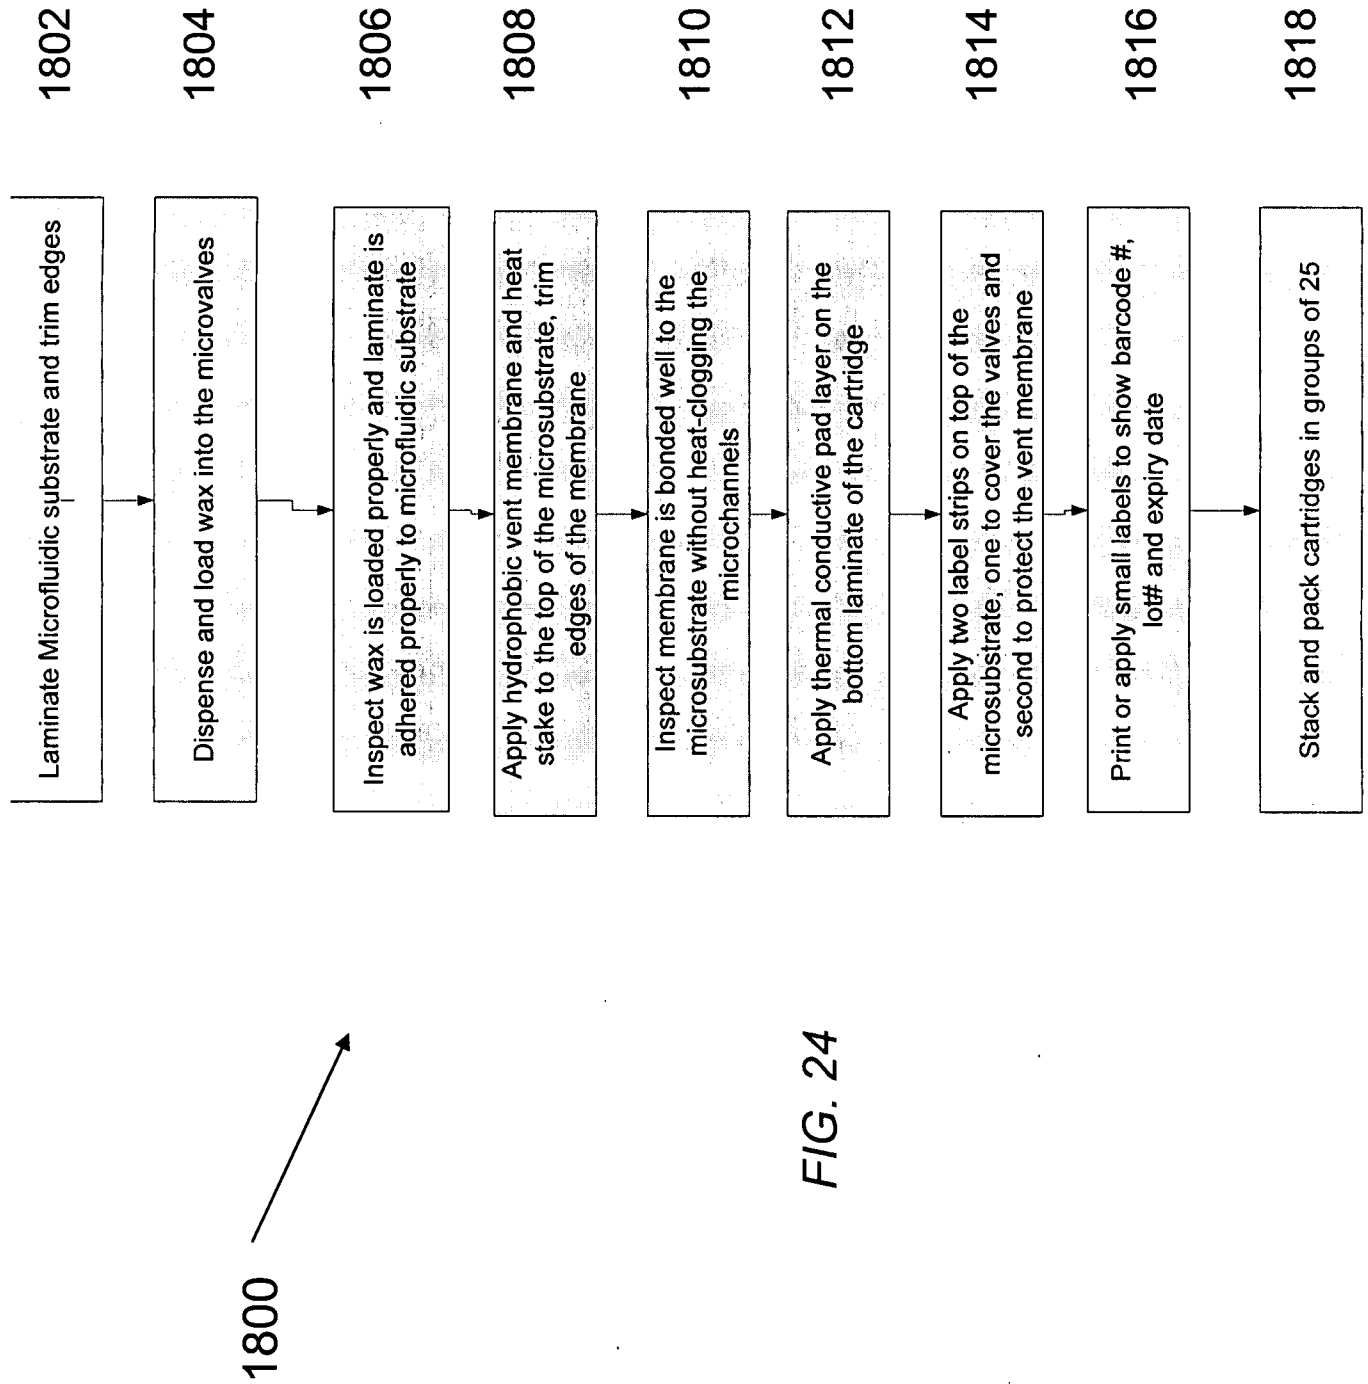 1800
Laminate Microfluidic substrate and trim edges
1802
Dispense and load wax into the microvalves
1804
Inspect wax is loaded properly and laminate is
adhered properly to microfluidic substrate
1806
Apply hydrophobic vent membrane and heat
stake to the top of the microsubstrate, trim
edges of the membrane
1808
Inspect membrane is bonded well to the
microsubstrate without heat-clogging the
microchannels
1810
Apply thermal conductive pad layer on the
bottom laminate of the cartridge
1812
Apply two label strips on top of the
microsubstrate, one to cover the valves and
second to protect the vent membrane
1814
Print or apply small labels to show barcode #,
lot# and expiry date
1816
Stack and pack cartridges in groups of 25
1818
FIG. 24